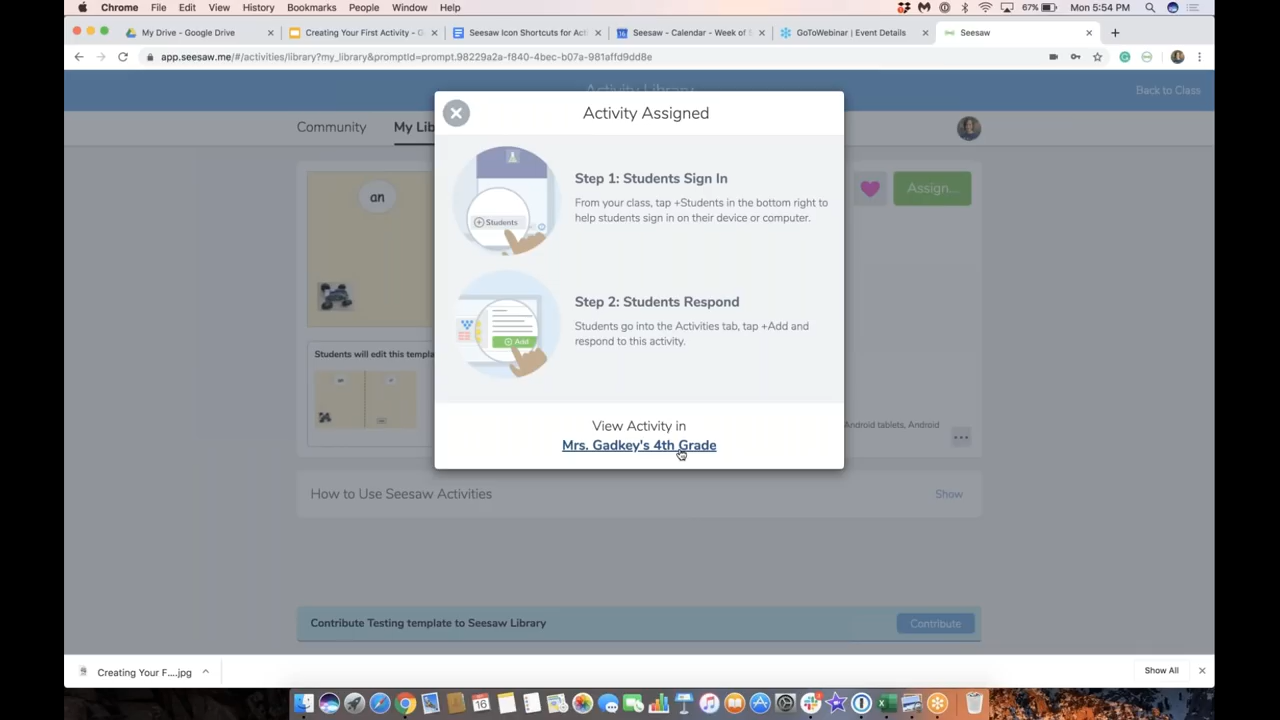 Chrome File Edit View History Bookmarks People Window Help 67% Mon 5:54 PM
My Drive - Google Drive Creating Your First Activity - G Seesaw Icon Shortcuts for Act Seesaw - Calendar - Week of S GoToWebinar | Event Details Seesaw
app.seesaw.me/#/activities/library?my_library&promptId=prompt.98229a2a-f840-4bec-b07a-981affd9dd8e
Activity Library
Back to Class
Community My Lib
Activity Assigned
an
Assign...
Step 1: Students Sign In
From your class, tap +Students in the bottom right to
help students sign in on their device or computer.
Students
Step 2: Students Respond
Students go into the Activities tab, tap +Add and
respond to this activity.
Add
Students will edit this templa
Android tablets, Android
View Activity in
Mrs. Gadkey's 4th Grade
How to Use Seesaw Activities
Show
Contribute Testing template to Seesaw Library
Contribute
Creating Your F....jpg
Show All